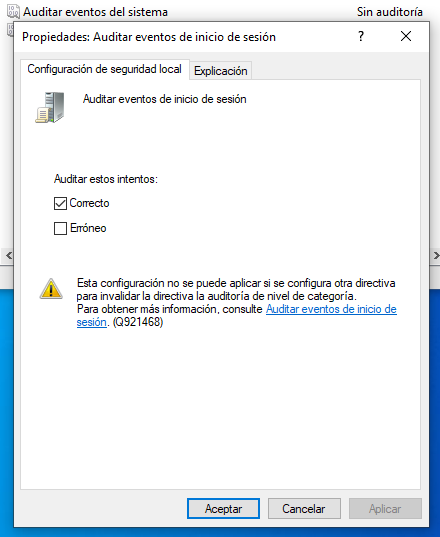 Auditar eventos del sistema Sin auditoría
Propiedades: Auditar eventos de inicio de sesión ? ×
Configuración de seguridad local Explicación
Auditar eventos de inicio de sesión
Auditar estos intentos:
Correcto
Erróneo
Esta configuración no se puede aplicar si se configura otra directiva
para invalidar la directiva la auditoría de nivel de categoría.
Para obtener más información, consulte Auditar eventos de inicio de
sesión. (Q921468)
Aceptar Cancelar Aplicar